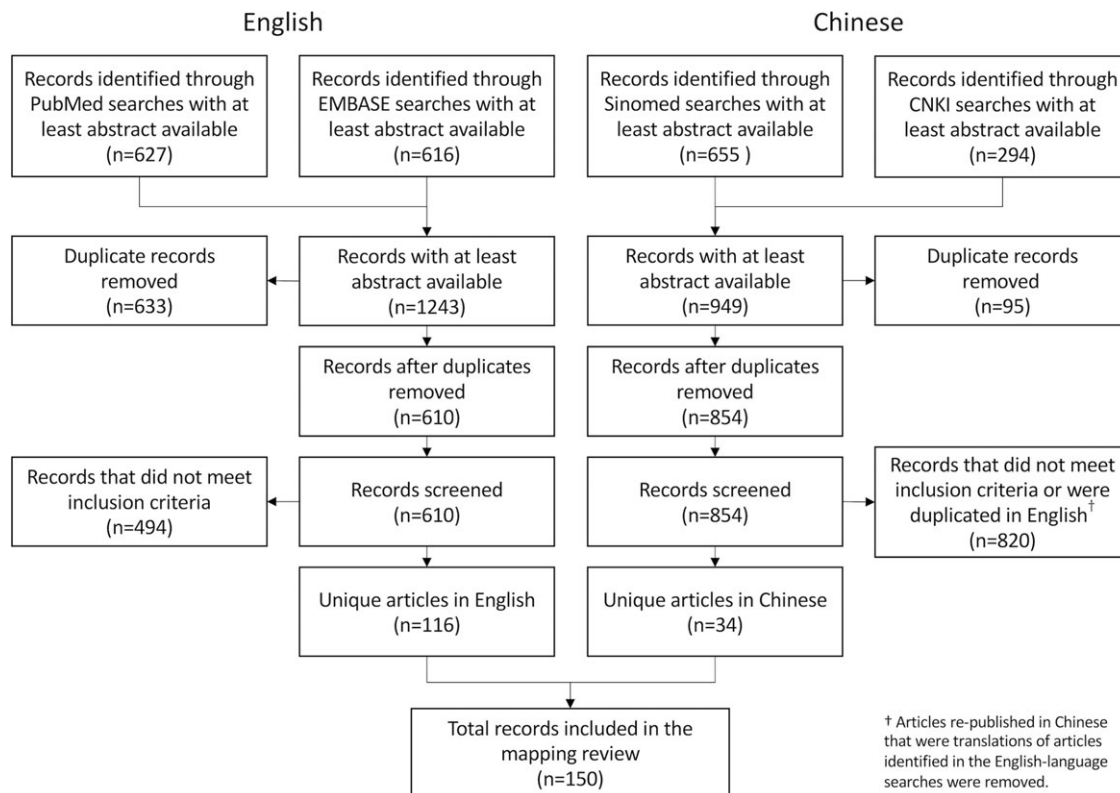 English
Chinese
Records identified through
PubMed searches with at
least abstract available
(n=627)
Records identified through
EMBASE searches with at
least abstract available
(n=616)
Records identified through
Sinomed searches with at
least abstract available
(n=655 )
Records identified through
CNKI searches with at
least abstract available
(n=294)
Duplicate records
removed
(n=633)
Records with at least
abstract available
(n=1243)
Records with at least
abstract available
(n=949)
Duplicate records
removed
(n=95)
Records after duplicates
removed
(n=610)
Records after duplicates
removed
(n=854)
Records that did not meet
inclusion criteria
(n=494)
Records screened
(n=610)
Records screened
(n=854)
Records that did not meet
inclusion criteria or were
duplicated in English†
(n=820)
Unique articles in English
(n=116)
Unique articles in Chinese
(n=34)
Total records included in the
mapping review
(n=150)
† Articles re-published in Chinese
that were translations of articles
identified in the English-language
searches were removed.